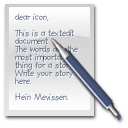 dear icon,
This is a textedit
document.
The words are the
most important
thing for a story.
Write your story
here.
Hein Mevissen.